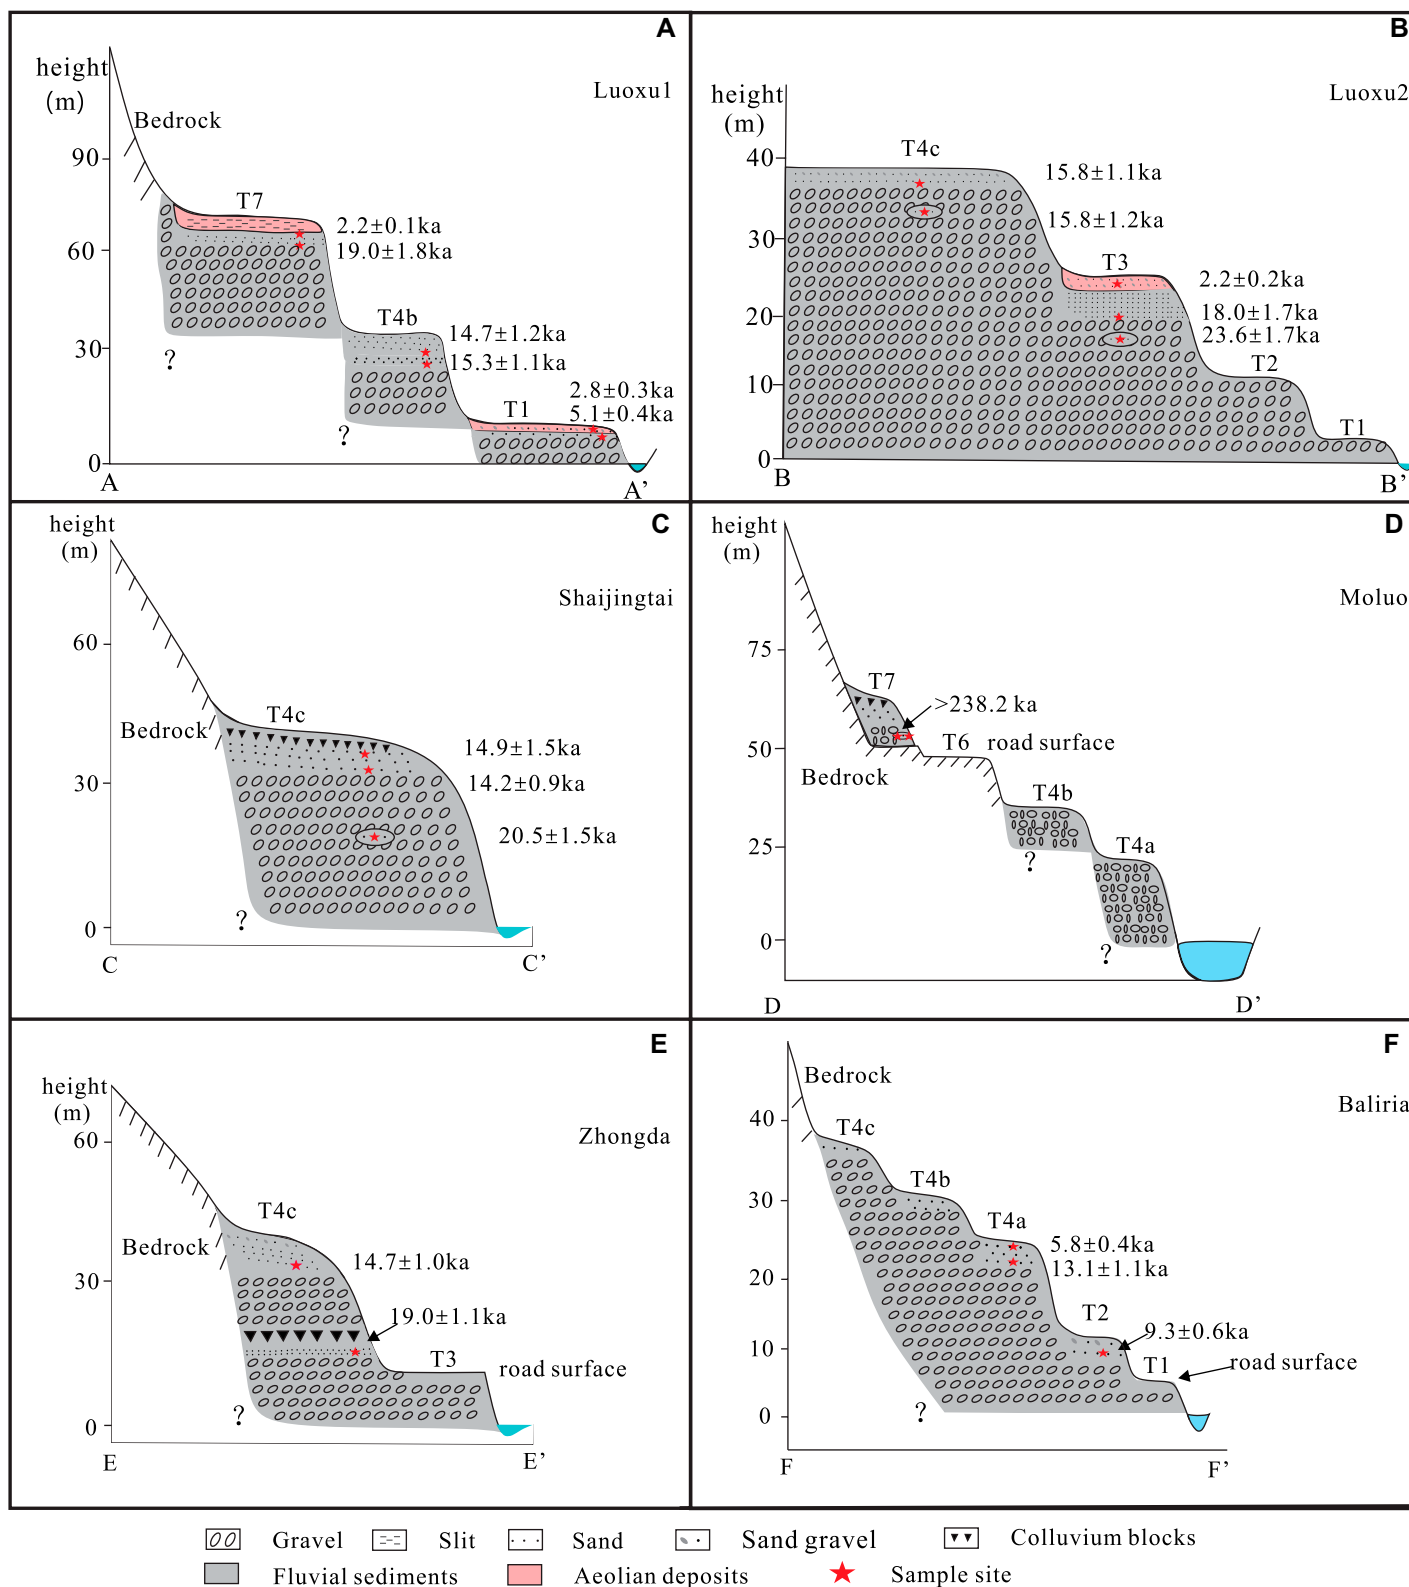 A
height
(m)
Luoxu1
Bedrock
90
T7
2.2±0.1ka
19.0±1.8ka
60
T4b
14.7±1.2ka
15.3±1.1ka
30
?
2.8±0.3ka
5.1±0.4ka
T1
?
0
A
A’
B
height
(m)
Luoxu2
T4c
40
15.8±1.1ka
15.8±1.2ka
30
T3
2.2±0.2ka
18.0±1.7ka
23.6±1.7ka
20
T2
10
T1
0
B
B’
C
height
(m)
Shaijingtai
60
T4c
Bedrock
14.9±1.5ka
14.2±0.9ka
30
20.5±1.5ka
?
0
C
C’
D
height
(m)
Moluo
75
T7
>238.2 ka
50
T6 road surface
Bedrock
T4b
25
T4a
?
0
?
D
D’
E
height
(m)
Zhongda
60
T4c
Bedrock
14.7±1.0ka
30
19.0±1.1ka
T3
road surface
?
0
E
E’
F
Bedrock
Baliria
40
T4c
T4b
30
T4a
5.8±0.4ka
13.1±1.1ka
20
T2
9.3±0.6ka
10
T1
road surface
0
?
F
F’
Gravel
Slit
Sand
Sand gravel
Colluvium blocks
Fluvial sediments
Aeolian deposits
Sample site